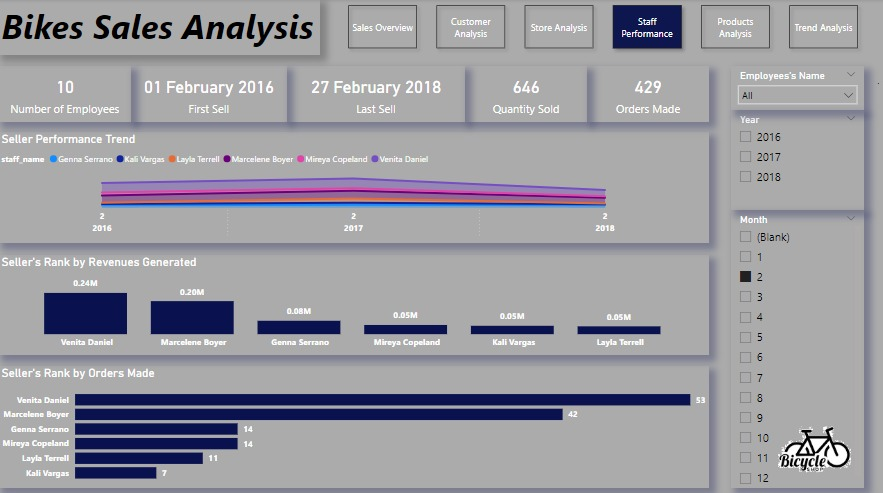 Bikes Sales Analysis
Sales Overview
Customer
Analysis
Store Analysis
Staff
Performance
Products
Analysis
Trend Analysis
10
Number of Employees
01 February 2016
First Sell
27 February 2018
Last Sell
646
Quantity Sold
429
Orders Made
Employees's Name
All
Year
2016
2017
2018
Month
(Blank)
1
2
3
4
5
6
7
8
9
10
11
12
Seller Performance Trend
staff_name Genna Serrano Kali Vargas Layla Terrell Marcelene Boyer Mireya Copeland Venita Daniel
2 2 2
2016 2017 2018
Seller's Rank by Revenues Generated
0.24M 0.20M 0.08M 0.05M 0.05M 0.05M
Venita Daniel Marcelene Boyer Genna Serrano Mireya Copeland Kali Vargas Layla Terrell
Seller's Rank by Orders Made
Venita Daniel 53
Marcelene Boyer 42
Genna Serrano 14
Mireya Copeland 14
Layla Terrell 11
Kali Vargas 7
Bicycle
SHOP